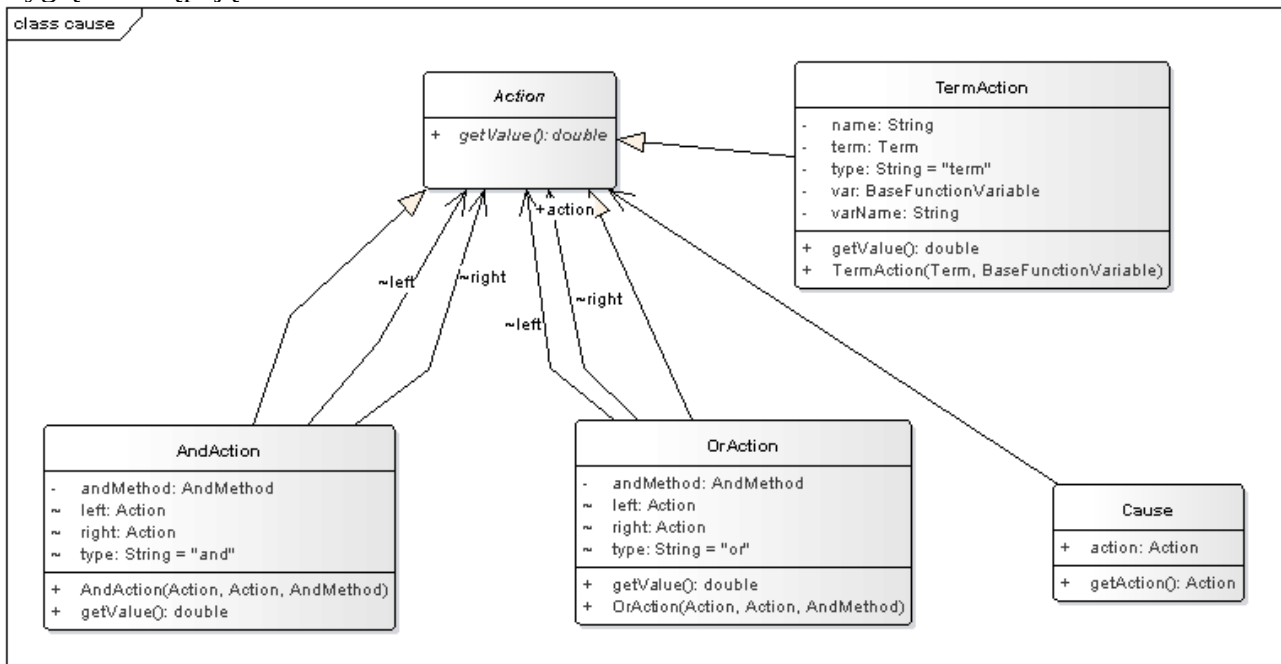 class cause
Action
+ getValue(): double
TermAction
- name: String
- term: Term
- type: String = "term"
- var: BaseFunctionVariable
- varName: String
+ getValue(): double
+ TermAction(Term, BaseFunctionVariable)
+action
~left
~right
~left
~right
AndAction
- andMethod: AndMethod
~ left: Action
~ right: Action
~ type: String = "and"
+ AndAction(Action, Action, AndMethod)
+ getValue(): double
OrAction
- andMethod: AndMethod
~ left: Action
~ right: Action
~ type: String = "or"
+ getValue(): double
+ OrAction(Action, Action, AndMethod)
Cause
+ action: Action
+ getAction(): Action